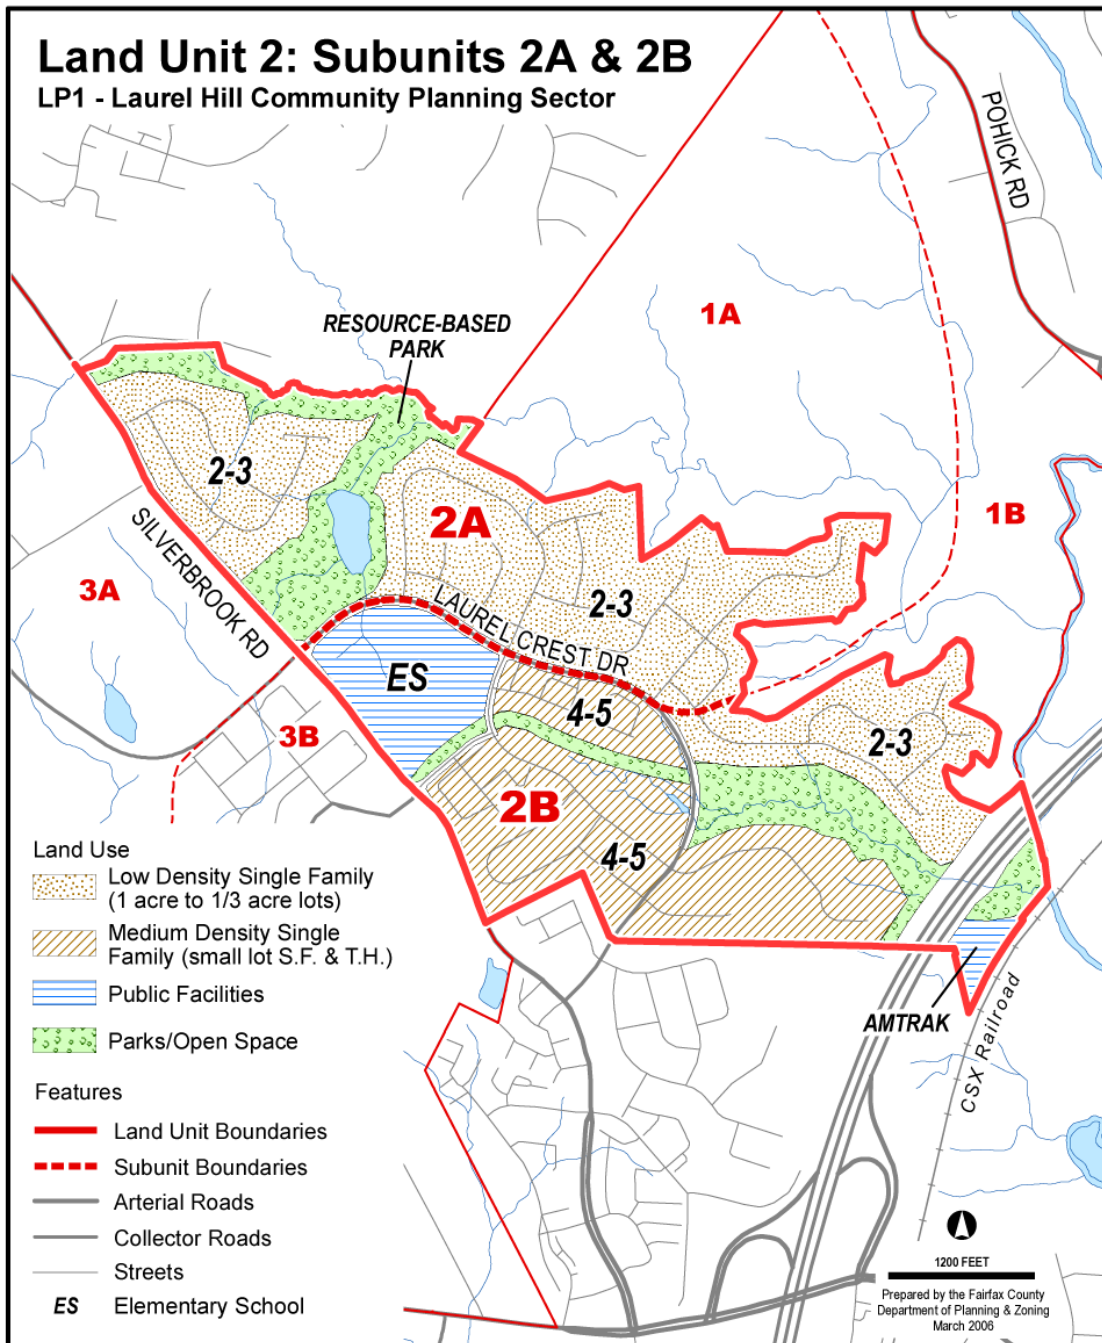 Land Unit 2: Subunits 2A & 2B
LP1 - Laurel Hill Community Planning Sector
POHICK RD
RESOURCE-BASED
PARK
1A
2-3
2A
1B
SILVERBROOK RD
3A
LAUREL CREST DR
2-3
ES
4-5
3B
2-3
2B
4-5
Land Use
Low Density Single Family
(1 acre to 1/3 acre lots)
Medium Density Single
Family (small lot S.F. & T.H.)
Public Facilities
Parks/Open Space
AMTRAK
CSX Railroad
Features
Land Unit Boundaries
Subunit Boundaries
Arterial Roads
Collector Roads
Streets
ES Elementary School
1200 FEET
Prepared by the Fairfax County
Department of Planning & Zoning
March 2006